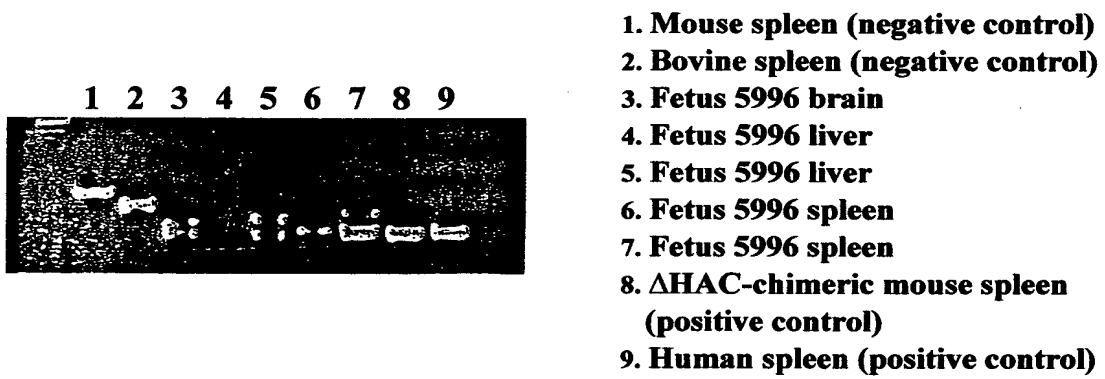 1 2 3 4 5 6 7 8 9
1. Mouse spleen (negative control)
2. Bovine spleen (negative control)
3. Fetus 5996 brain
4. Fetus 5996 liver
5. Fetus 5996 liver
6. Fetus 5996 spleen
7. Fetus 5996 spleen
8. ΔHAC-chimeric mouse spleen
(positive control)
9. Human spleen (positive control)